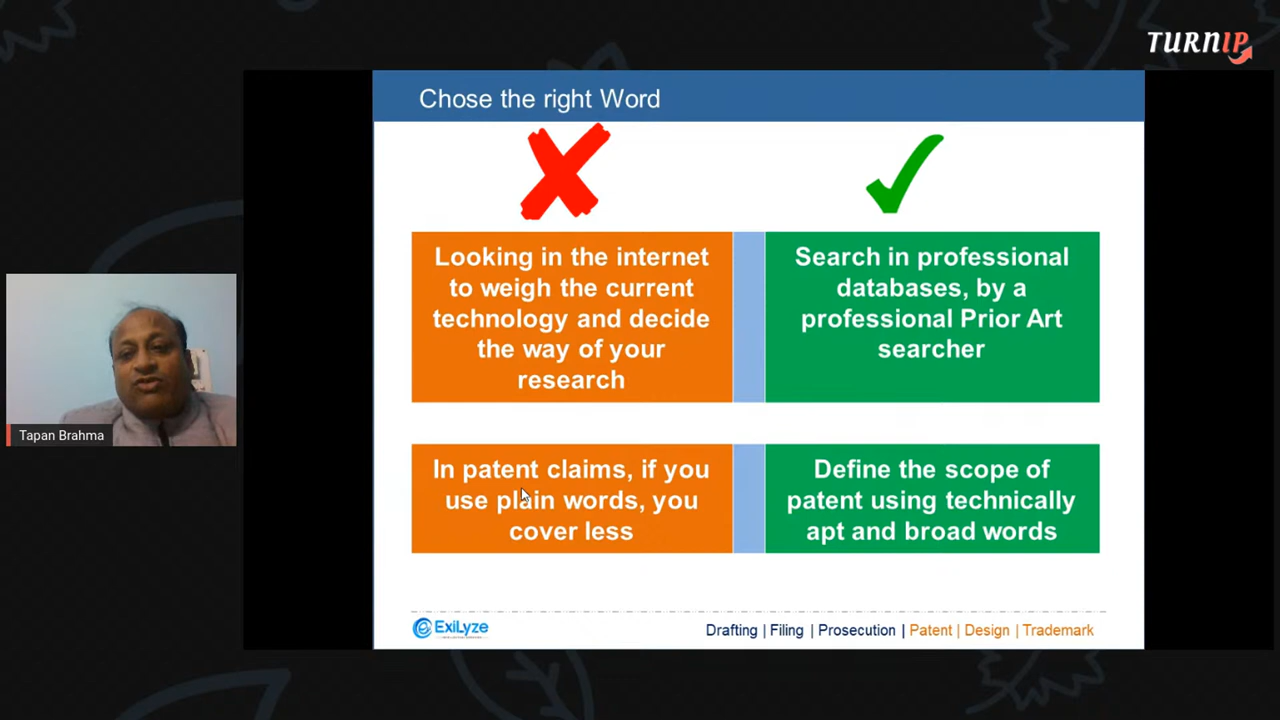 TURNIP
Chose the right Word
Looking in the internet
to weigh the current
technology and decide
the way of your
research
Search in professional
databases, by a
professional Prior Art
searcher
In patent claims, if you
use plain words, you
cover less
Define the scope of
patent using technically
apt and broad words
Tapan Brahma
ExiLyze
Drafting | Filing | Prosecution | Patent | Design | Trademark